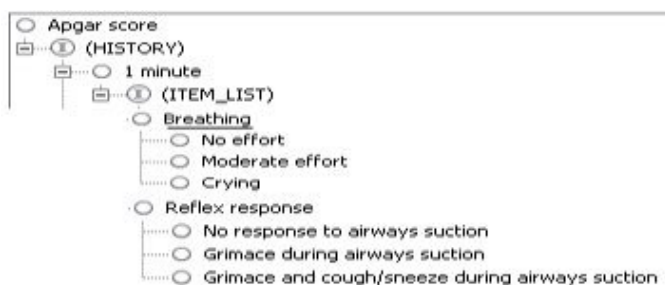 Apgar score
(HISTORY)
1 minute
(ITEM_LIST)
Breathing
No effort
Moderate effort
Crying
Reflex response
No response to airways suction
Grimace during airways suction
Grimace and cough/sneeze during airways suction